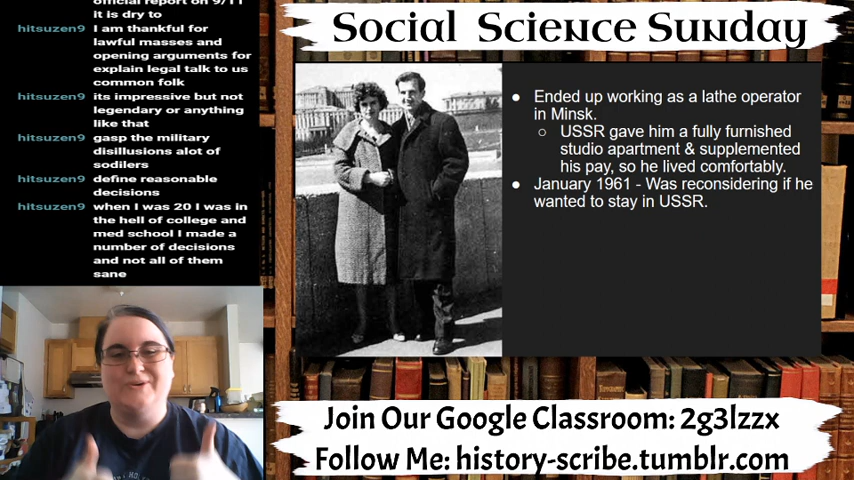 official report on 9/11
it is dry to
hitsuzen9 I am thankful for
lawful masses and
opening arguments for
explain legal talk to us
common folk
hitsuzen9 its impressive but not
legendary or anything
like that
hitsuzen9 gasp the military
disillusions alot of
sodilers
hitsuzen9 define reasonable
decisions
hitsuzen9 when I was 20 I was in
the hell of college and
med school I made a
number of decisions
and not all of them
sane
Social Science Sunday
● Ended up working as a lathe operator
in Minsk.
○ USSR gave him a fully furnished
studio apartment & supplemented
his pay, so he lived comfortably.
● January 1961 - Was reconsidering if he
wanted to stay in USSR.
Join Our Google Classroom: 2g3lzzx
Follow Me: history-scribe.tumblr.com